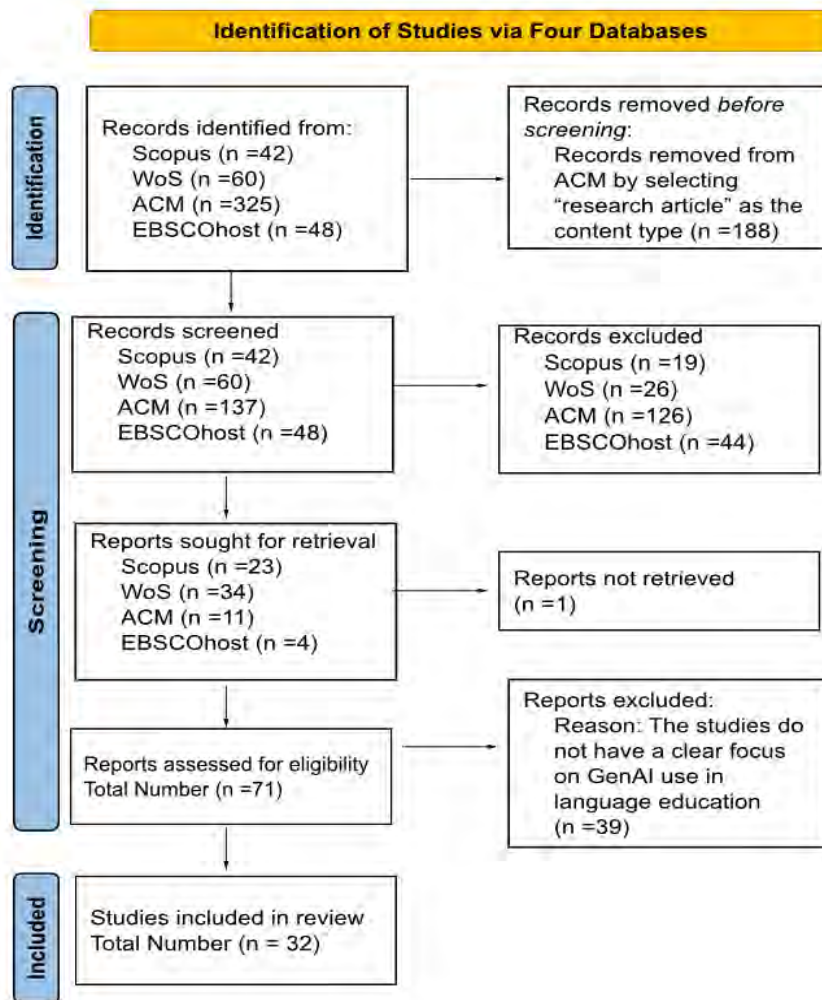 Identification of Studies via Four Databases
Identification
Records identified from:
Scopus (n =42)
WoS (n =60)
ACM (n =325)
EBSCOhost (n =48)
Records removed before
screening:
Records removed from
ACM by selecting
“research article” as the
content type (n =188)
Screening
Records screened
Scopus (n =42)
WoS (n =60)
ACM (n =137)
EBSCOhost (n =48)
Records excluded
Scopus (n =19)
WoS (n =26)
ACM (n =126)
EBSCOhost (n =44)
Reports sought for retrieval
Scopus (n =23)
WoS (n =34)
ACM (n =11)
EBSCOhost (n =4)
Reports not retrieved
(n =1)
Reports assessed for eligibility
Total Number (n =71)
Reports excluded:
Reason: The studies do
not have a clear focus
on GenAI use in
language education
(n =39)
Included
Studies included in review
Total Number (n = 32)